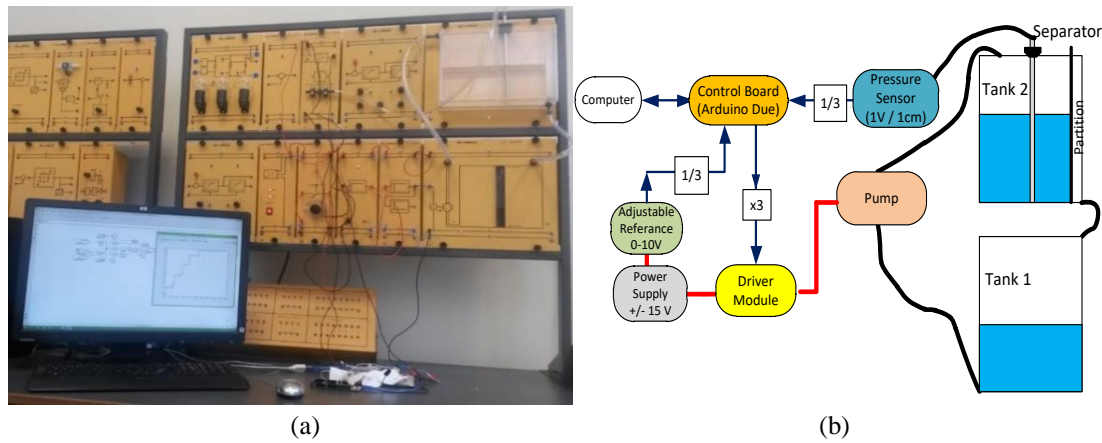 Separator
Computer
Control Board
(Arduino Due)
1/3
Pressure
Sensor
(1V / 1cm)
Tank 2
Partition
1/3
x3
Pump
Adjustable
Referance
0-10V
Power
Supply
+/- 15 V
Driver
Module
Tank 1
(a)
(b)